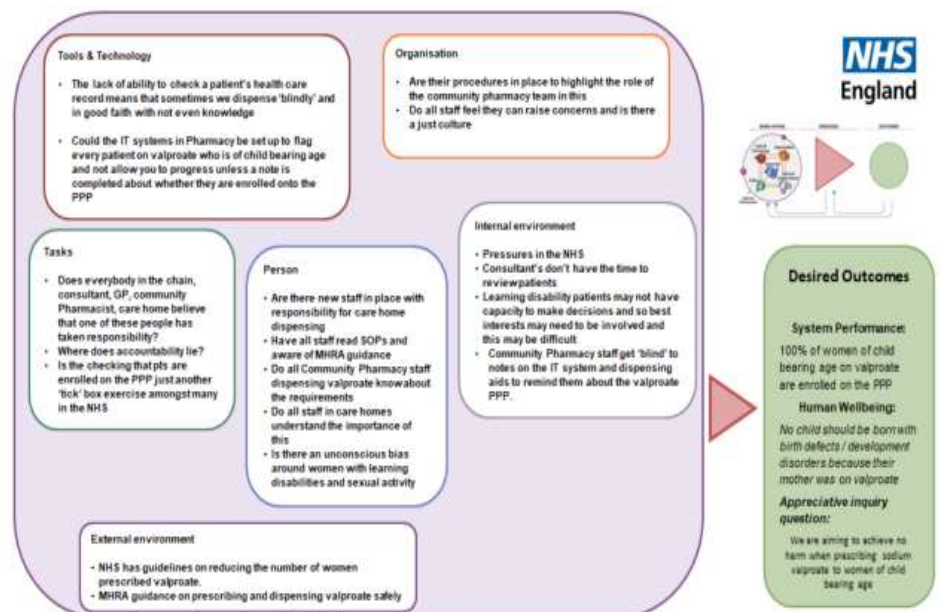 Tools & Technology
• The lack of ability to check a patient's health care
record means that sometimes we dispense 'blindly' and
in good faith with not even knowledge
• Could the IT systems in Pharmacy be set up to flag
every patient on valproate who is of child bearing age
and not allow you to progress unless a note is
completed about whether they are enrolled onto the
PPP
Organisation
• Are their procedures in place to highlight the role of
the community pharmacy team in this
• Do all staff feel they can raise concerns and is there
a just culture
NHS
England
Tasks
• Does everybody in the chain,
consultant, GP, community
Pharmacist, care home believe
that one of these people has
taken responsibility?
• Where does accountability lie?
• Is the checking that pts are
enrolled on the PPP just another
'tick' box exercise amongst many
in the NHS
Person
• Are there new staff in place with
responsibility for care home
dispensing
• Have all staff read SOPs and
aware of MHRA guidance
• Do all Community Pharmacy staff
dispensing valproate know about
the requirements
• Do all staff in care homes
understand the importance of
this
• Is there an unconscious bias
around women with learning
disabilities and sexual activity
Internal environment
• Pressures in the NHS
• Consultant's don't have the time to
review patients
• Learning disability patients may not have
capacity to make decisions and so best
interests may need to be involved and
this may be difficult
• Community Pharmacy staff get 'blind' to
notes on the IT system and dispensing
aids to remind them about the valproate
PPP.
External environment
• NHS has guidelines on reducing the number of women
prescribed valproate.
• MHRA guidance on prescribing and dispensing valproate safely
Desired Outcomes
System Performance:
100% of women of child
bearing age on valproate
are enrolled on the PPP
Human Wellbeing:
No child should be born with
birth defects / development
disorders because their
mother was on valproate
Appreciative inquiry
question:
We are aiming to achieve no
harm when prescribing sodium
valproate to women of child
bearing age